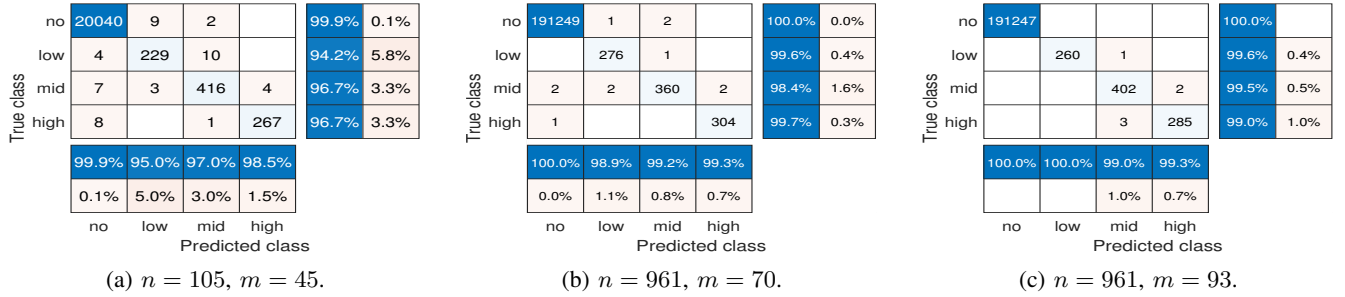 True class
no 20040 9 2 99.9% 0.1%
low 4 229 10 94.2% 5.8%
mid 7 3 416 4 96.7% 3.3%
high 8 1 267 96.7% 3.3%
99.9% 95.0% 97.0% 98.5%
0.1% 5.0% 3.0% 1.5%
no low mid high
Predicted class
(a) n = 105, m = 45.
True class
no 191249 1 2 100.0% 0.0%
low 276 1 99.6% 0.4%
mid 2 2 360 2 98.4% 1.6%
high 1 304 99.7% 0.3%
100.0% 98.9% 99.2% 99.3%
0.0% 1.1% 0.8% 0.7%
no low mid high
Predicted class
(b) n = 961, m = 70.
True class
no 191247 100.0%
low 260 1 99.6% 0.4%
mid 402 2 99.5% 0.5%
high 3 285 99.0% 1.0%
100.0% 100.0% 99.0% 99.3%
1.0% 0.7%
no low mid high
Predicted class
(c) n = 961, m = 93.